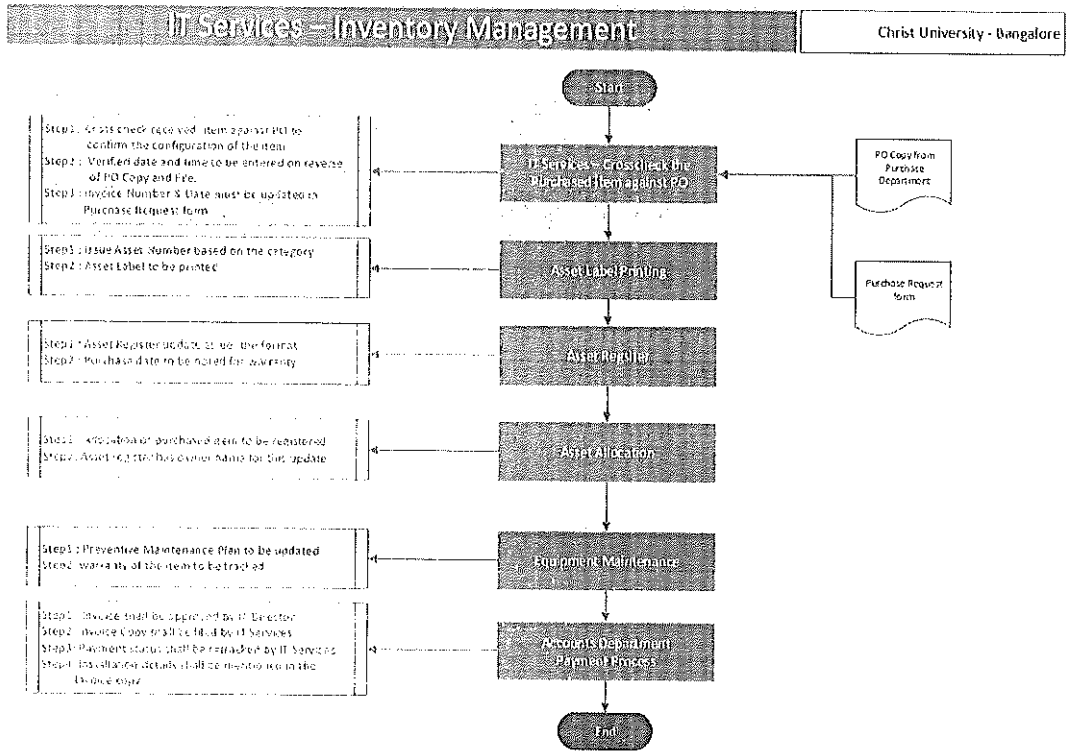 IT Services – Inventory Management
Christ University - Bangalore
Start
Step1 : Cross check received item against PO to
confirm the configuration of the item
Step2 : Verified date and time to be entered on reverse
of PO Copy and File.
Step3 : Invoice Number & Date must be updated in
Purchase Request form
IT Services – Crosscheck the
Purchased Item against PO
PO Copy from
Purchase
Department
Step1 : Issue Asset Number based on the category
Step2 : Asset Label to be printed
Asset Label Printing
Purchase Request
form
Step1 : Asset Register update as per the format
Step2 : Purchase date to be noted for warranty
Asset Register
Step1 : Allocation of purchased item to be registered
Step2 : Asset register has owner name for this update
Asset Allocation
Step1 : Preventive Maintenance Plan to be updated
Step2 warranty of the item to be tracked
Equipment Maintenance
Step1 : Invoice shall be approved by IT Director
Step2 : Invoice Copy shall be filed by IT Services
Step3 : Payment status shall be tracked by IT Services
Step4 : Installation details shall be mentioned in the
Invoice copy
Accounts Department
Payment Process
End